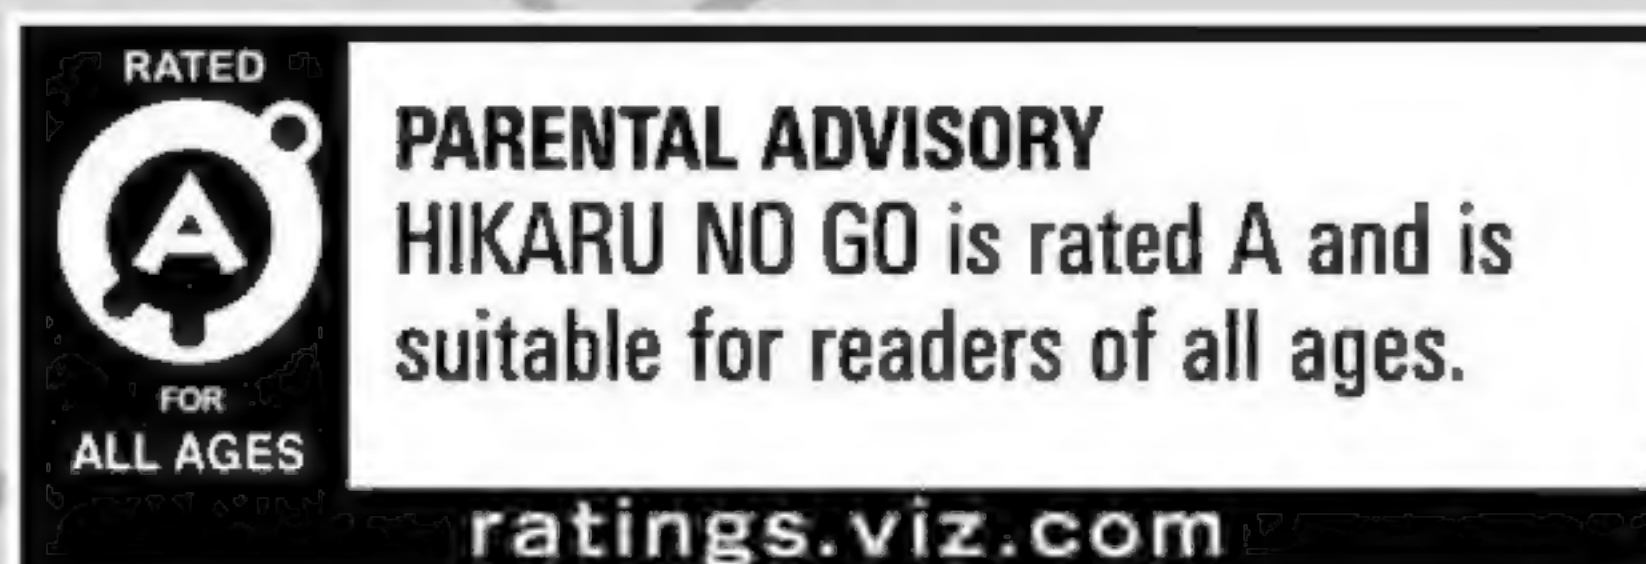 RATED
A
FOR
ALL AGES
PARENTAL ADVISORY
HIKARU NO GO is rated A and is
suitable for readers of all ages.
ratings.viz.com